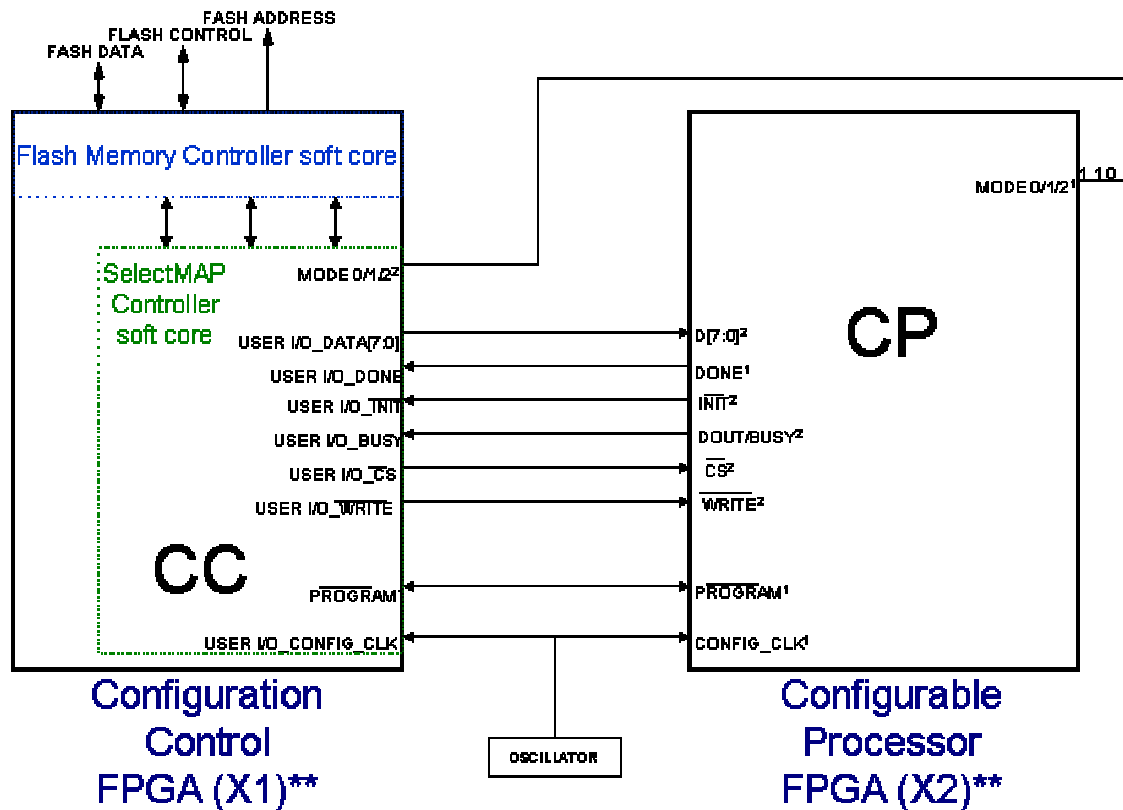 FASH ADDRESS
FLASH CONTROL
FASH DATA
Flash Memory Controller soft core
SelectMAP
Controller
soft core
MODE 0/1/2²
USER I/O_DATA[7:0]
USER I/O_DONE
USER I/O_INIT
USER I/O_BUSY
USER I/O_CS
USER I/O_WRITE
CC
PROGRAM
USER I/O_CONFIG_CLK
Configuration
Control
FPGA (X1)**
OSCILLATOR
1 1 0
MODE 0/1/2¹
CP
D[7:0]²
DONE¹
INIT²
DOUT/BUSY²
CS²
WRITE²
PROGRAM¹
CONFIG_CLK¹
Configurable
Processor
FPGA (X2)**